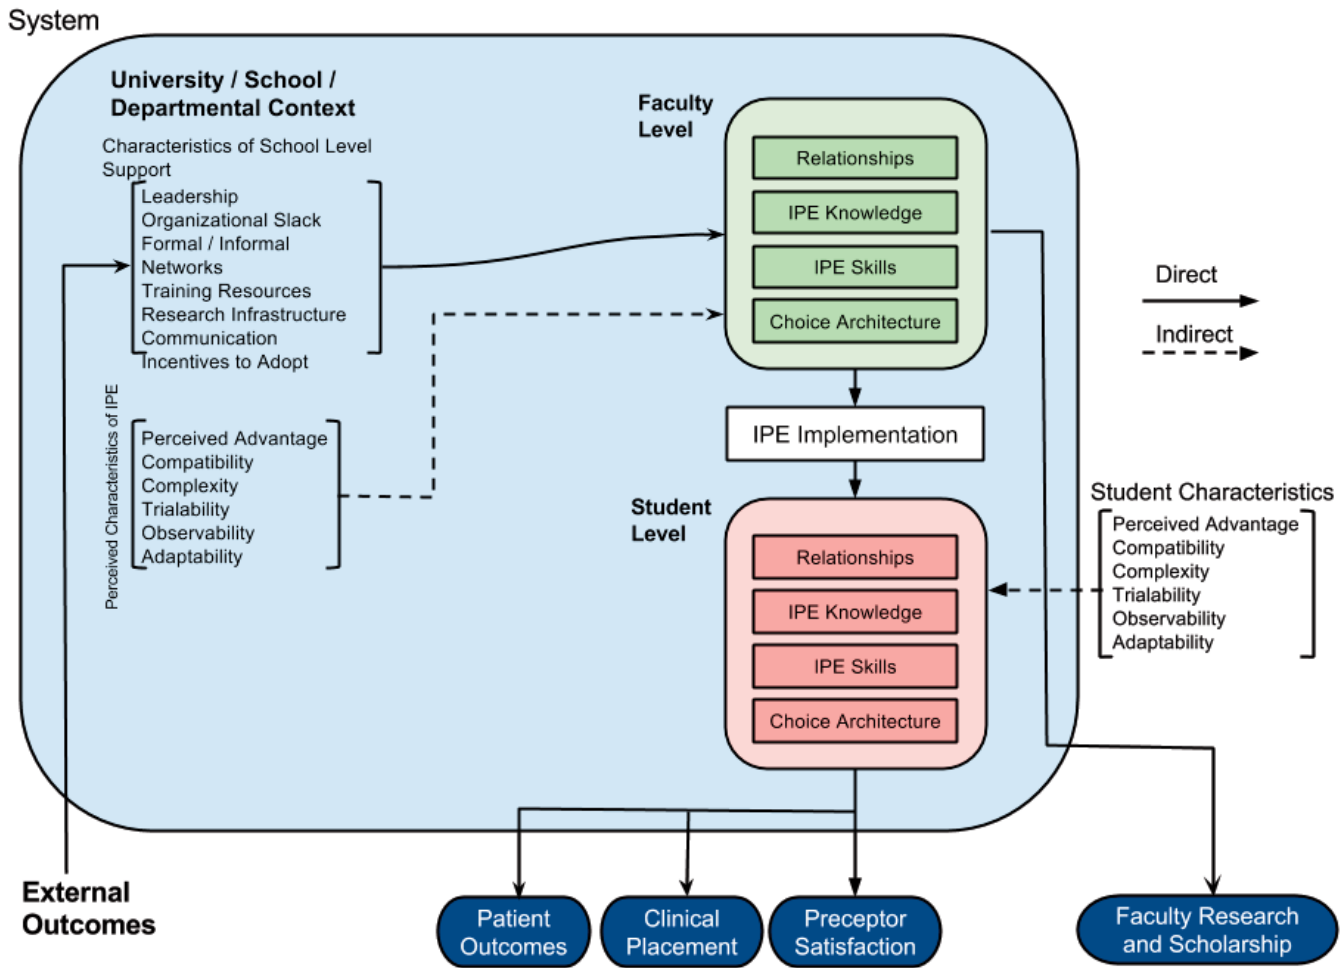 System
University / School /
Departmental Context
Characteristics of School Level
Support
Leadership
Organizational Slack
Formal / Informal
Networks
Training Resources
Research Infrastructure
Communication
Incentives to Adopt
Perceived Characteristics of IPE
Perceived Advantage
Compatibility
Complexity
Trialability
Observability
Adaptability
Faculty
Level
Relationships
IPE Knowledge
IPE Skills
Choice Architecture
IPE Implementation
Student
Level
Relationships
IPE Knowledge
IPE Skills
Choice Architecture
Direct
Indirect
Student Characteristics
Perceived Advantage
Compatibility
Complexity
Trialability
Observability
Adaptability
External
Outcomes
Patient
Outcomes
Clinical
Placement
Preceptor
Satisfaction
Faculty Research
and Scholarship